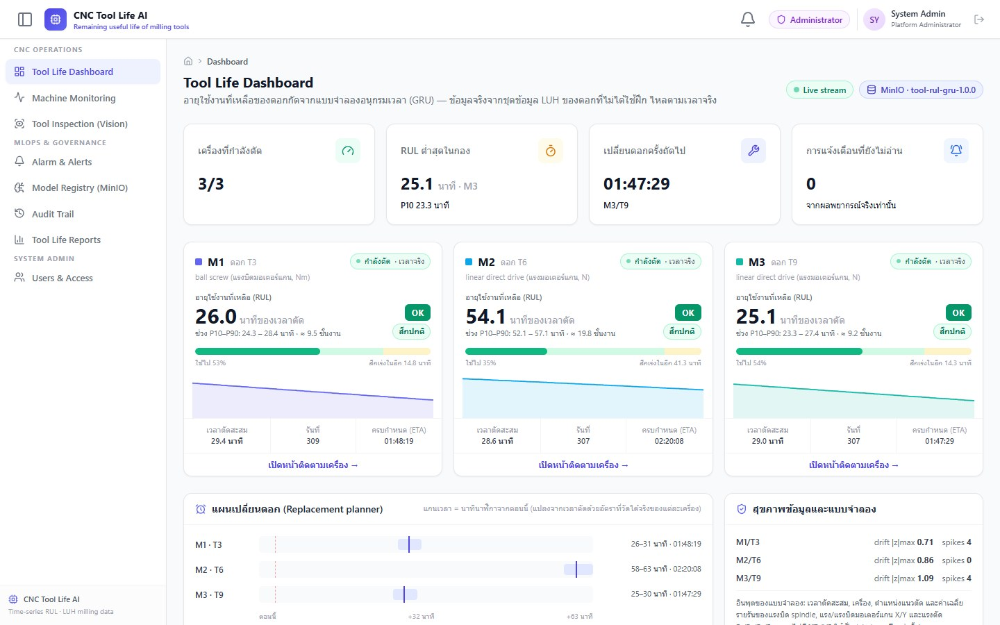 CNC Tool Life AI
Remaining useful life of milling tools
Administrator
SY
System Admin
Platform Administrator
CNC OPERATIONS
Tool Life Dashboard
Machine Monitoring
Tool Inspection (Vision)
MLOPS & GOVERNANCE
Alarm & Alerts
Model Registry (MinIO)
Audit Trail
Tool Life Reports
SYSTEM ADMIN
Users & Access
CNC Tool Life AI
Time-series RUL · LUH milling data
Dashboard
Tool Life Dashboard
อายุใช้งานที่เหลือของดอกกัดจากแบบจำลองอนุกรมเวลา (GRU) — ข้อมูลจริงจากชุดข้อมูล LUH ของดอกที่ไม่ได้ใช้ฝึก ไหลตามเวลาจริง
Live stream
MinIO · tool-rul-gru-1.0.0
เครื่องที่กำลังตัด
3/3
RUL ต่ำสุดในกอง
25.1 นาที · M3
P10 23.3 นาที
เปลี่ยนดอกครั้งถัดไป
01:47:29
M3/T9
การแจ้งเตือนที่ยังไม่อ่าน
0
จากผลพยากรณ์จริงเท่านั้น
M1 ดอก T3
กำลังตัด · เวลาจริง
ball screw (แรงบิดมอเตอร์แกน, Nm)
อายุใช้งานที่เหลือ (RUL)
26.0 นาทีของเวลาตัด
OK
ช่วง P10–P90: 24.3 – 28.4 นาที · ≈ 9.5 ชิ้นงาน
สึกปกติ
ใช้ไป 53%
สึกเร่งในอีก 14.8 นาที
เวลาตัดสะสม
29.4 นาที
รันที่
309
ครบกำหนด (ETA)
01:48:19
เปิดหน้าติดตามเครื่อง →
M2 ดอก T6
กำลังตัด · เวลาจริง
linear direct drive (แรงมอเตอร์แกน, N)
อายุใช้งานที่เหลือ (RUL)
54.1 นาทีของเวลาตัด
OK
ช่วง P10–P90: 52.1 – 57.1 นาที · ≈ 19.8 ชิ้นงาน
สึกปกติ
ใช้ไป 35%
สึกเร่งในอีก 41.3 นาที
เวลาตัดสะสม
28.6 นาที
รันที่
307
ครบกำหนด (ETA)
02:20:08
เปิดหน้าติดตามเครื่อง →
M3 ดอก T9
กำลังตัด · เวลาจริง
linear direct drive (แรงมอเตอร์แกน, N)
อายุใช้งานที่เหลือ (RUL)
25.1 นาทีของเวลาตัด
OK
ช่วง P10–P90: 23.3 – 27.4 นาที · ≈ 9.2 ชิ้นงาน
สึกปกติ
ใช้ไป 54%
สึกเร่งในอีก 14.3 นาที
เวลาตัดสะสม
29.0 นาที
รันที่
307
ครบกำหนด (ETA)
01:47:29
เปิดหน้าติดตามเครื่อง →
แผนเปลี่ยนดอก (Replacement planner)
แกนเวลา = นาทีนาฬิกาจากตอนนี้ (แปลงจากเวลาตัดด้วยอัตราที่วัดได้จริงของแต่ละเครื่อง)
M1 · T3
26–31 นาที · 01:48:19
M2 · T6
58–63 นาที · 02:20:08
M3 · T9
25–30 นาที · 01:47:29
ตอนนี้
+32 นาที
+63 นาที
สุขภาพข้อมูลและแบบจำลอง
M1/T3 drift |z|max 0.71 spikes 4
M2/T6 drift |z|max 0.86 spikes 0
M3/T9 drift |z|max 1.09 spikes 4
อินพุตของแบบจำลอง: เวลาตัดสะสม, เครื่อง, ตำแหน่งแนวตัด และค่าเฉลี่ย
รายรันของแรงบิด spindle, แรง/แรงบิดมอเตอร์แกน X/Y และแรงตัด